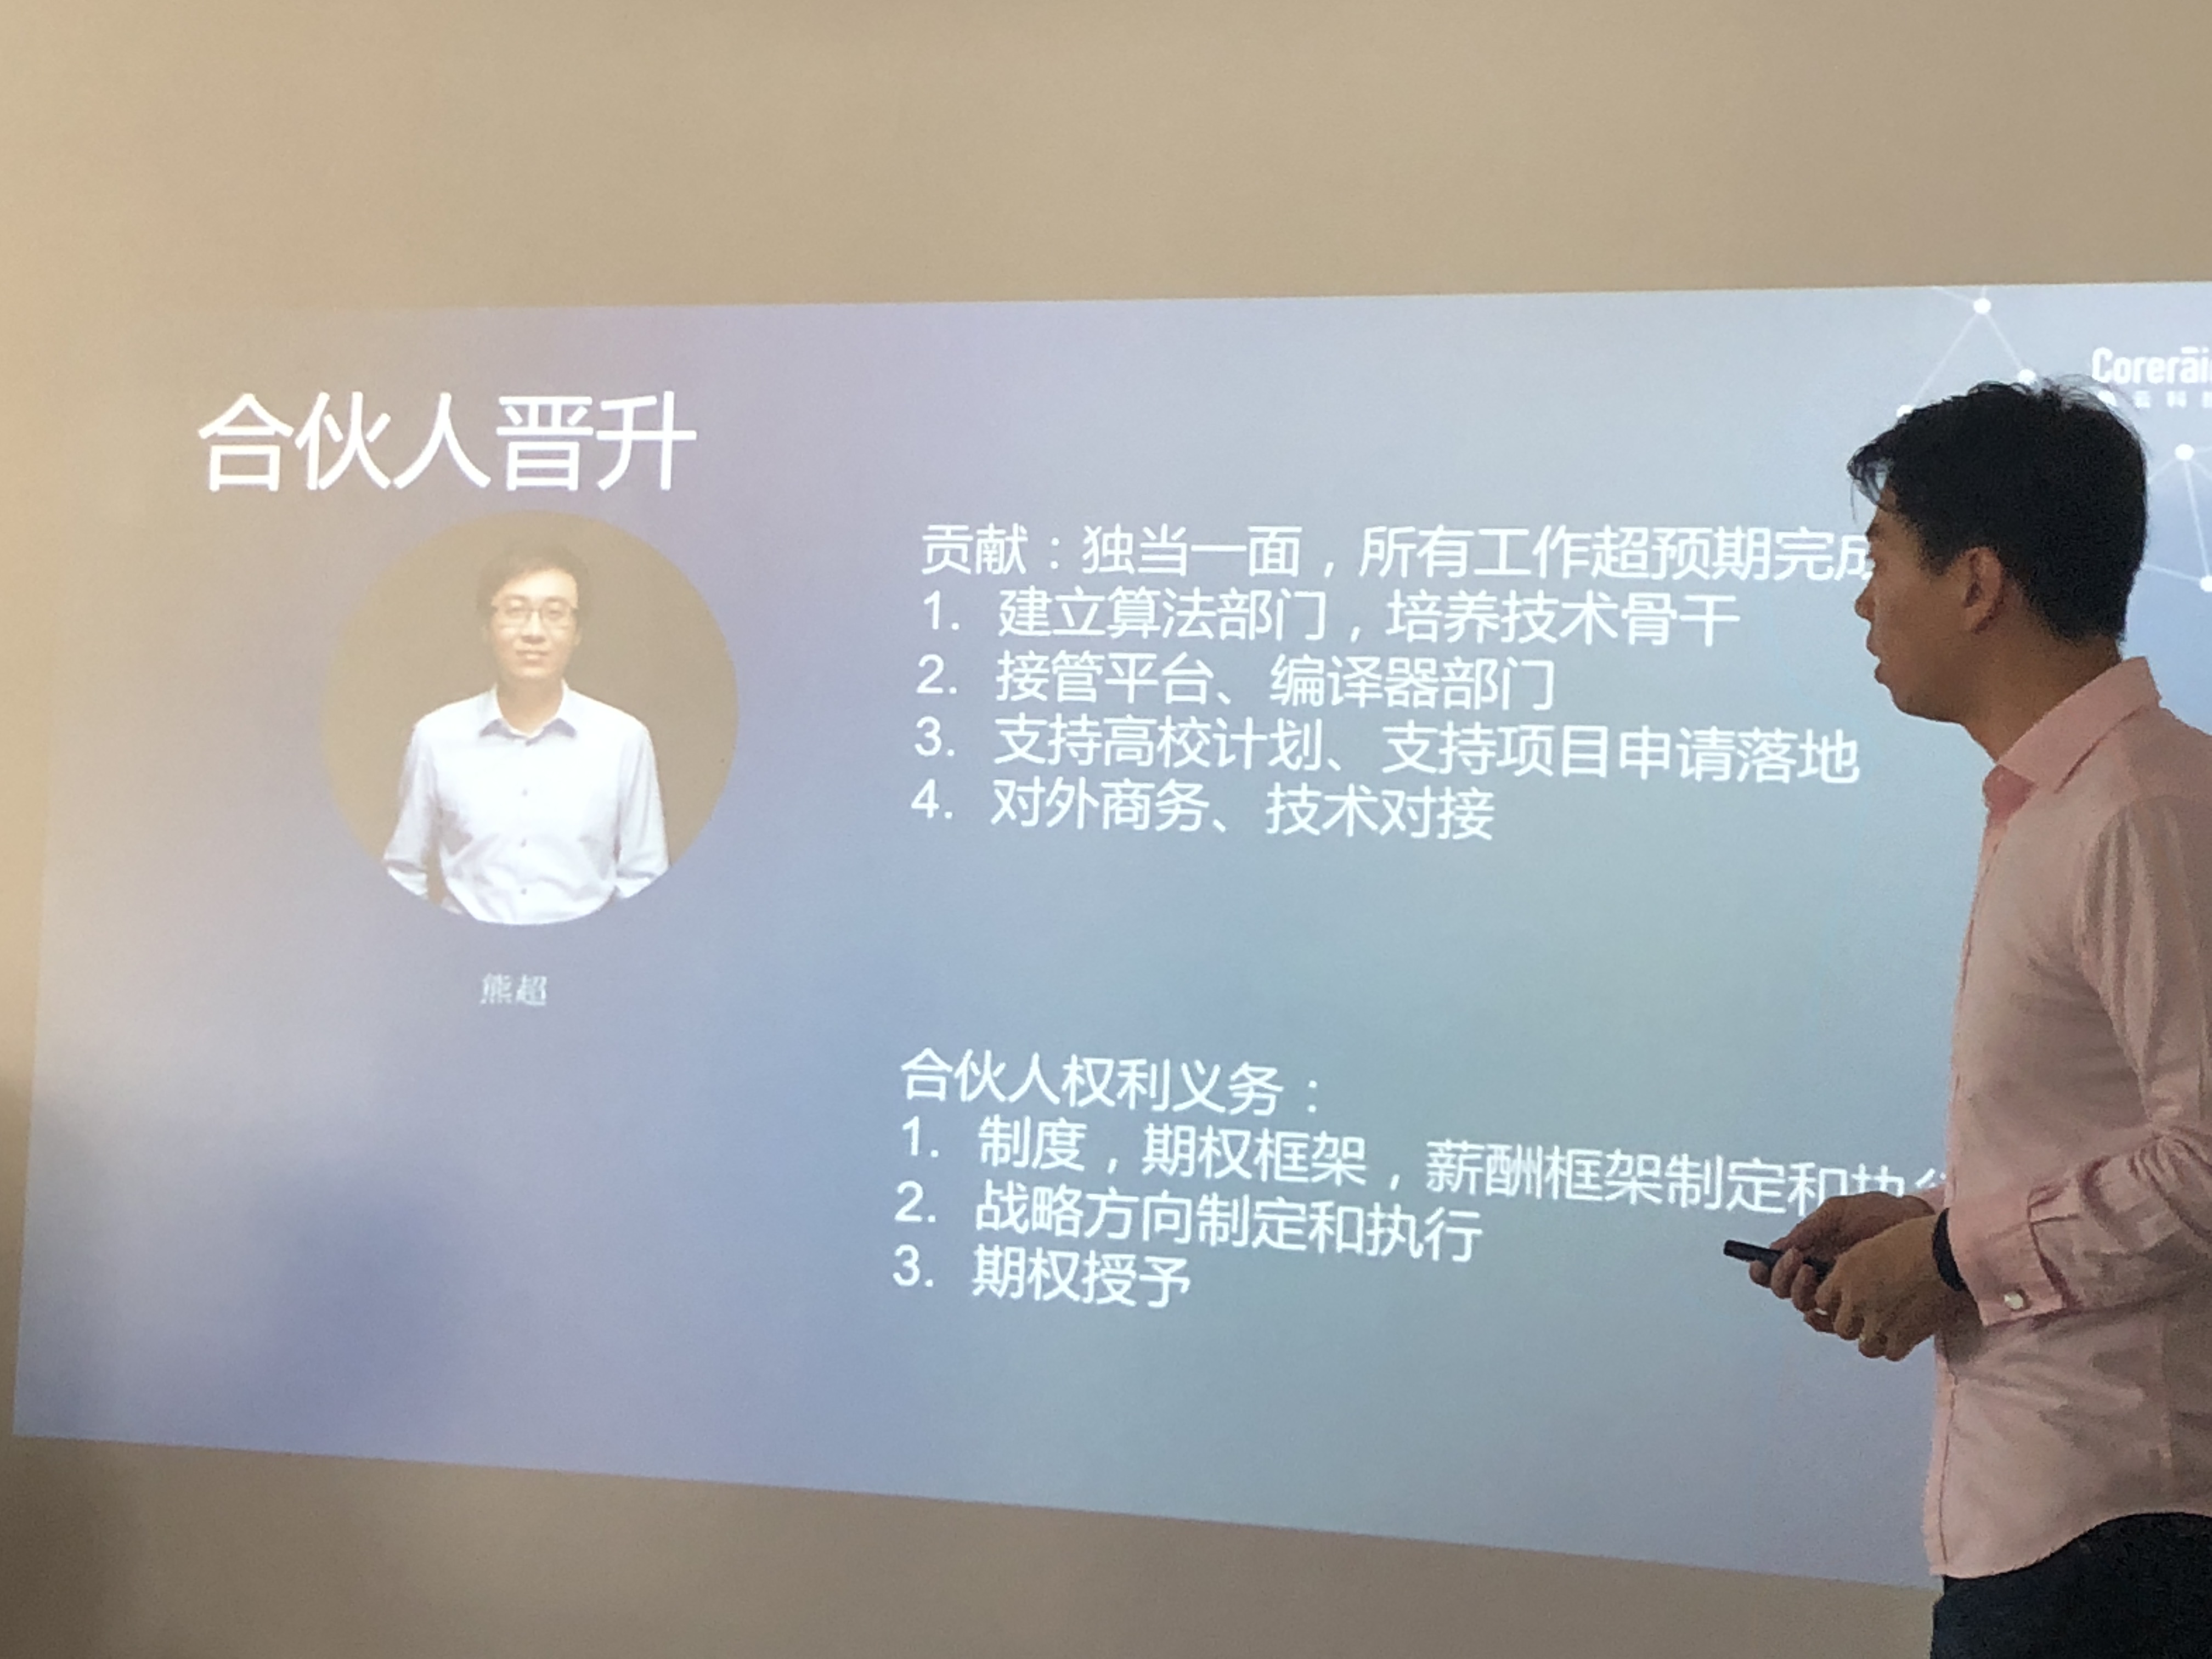 合伙人晋升
Corerai
贡献：独当一面，所有工作超预期完成
1. 建立算法部门，培养技术骨干
2. 接管平台、编译器部门
3. 支持高校计划、支持项目申请落地
4. 对外商务、技术对接
熊超
合伙人权利义务：
1. 制度，期权框架，薪酬框架制定和执行
2. 战略方向制定和执行
3. 期权授予